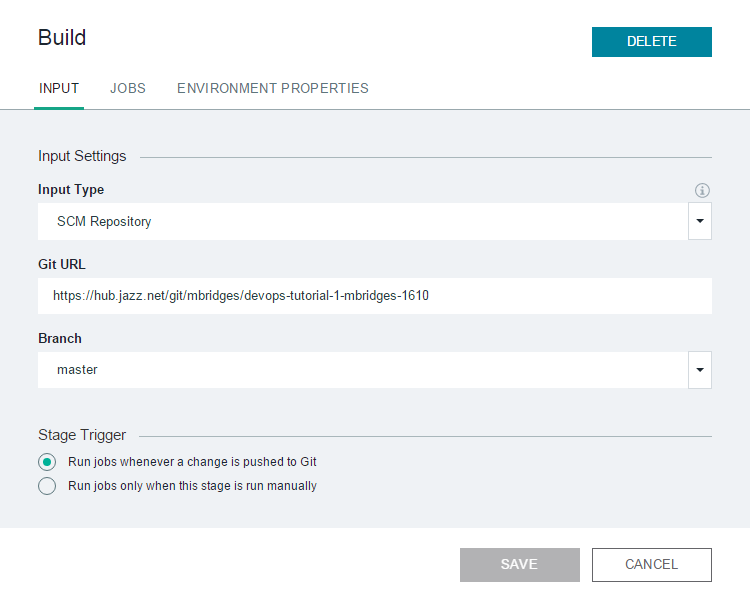 Build
DELETE
INPUT JOBS ENVIRONMENT PROPERTIES
Input Settings
Input Type
SCM Repository
Git URL
https://hub.jazz.net/git/mbridges/devops-tutorial-1-mbridges-1610
Branch
master
Stage Trigger
Run jobs whenever a change is pushed to Git
Run jobs only when this stage is run manually
SAVE CANCEL